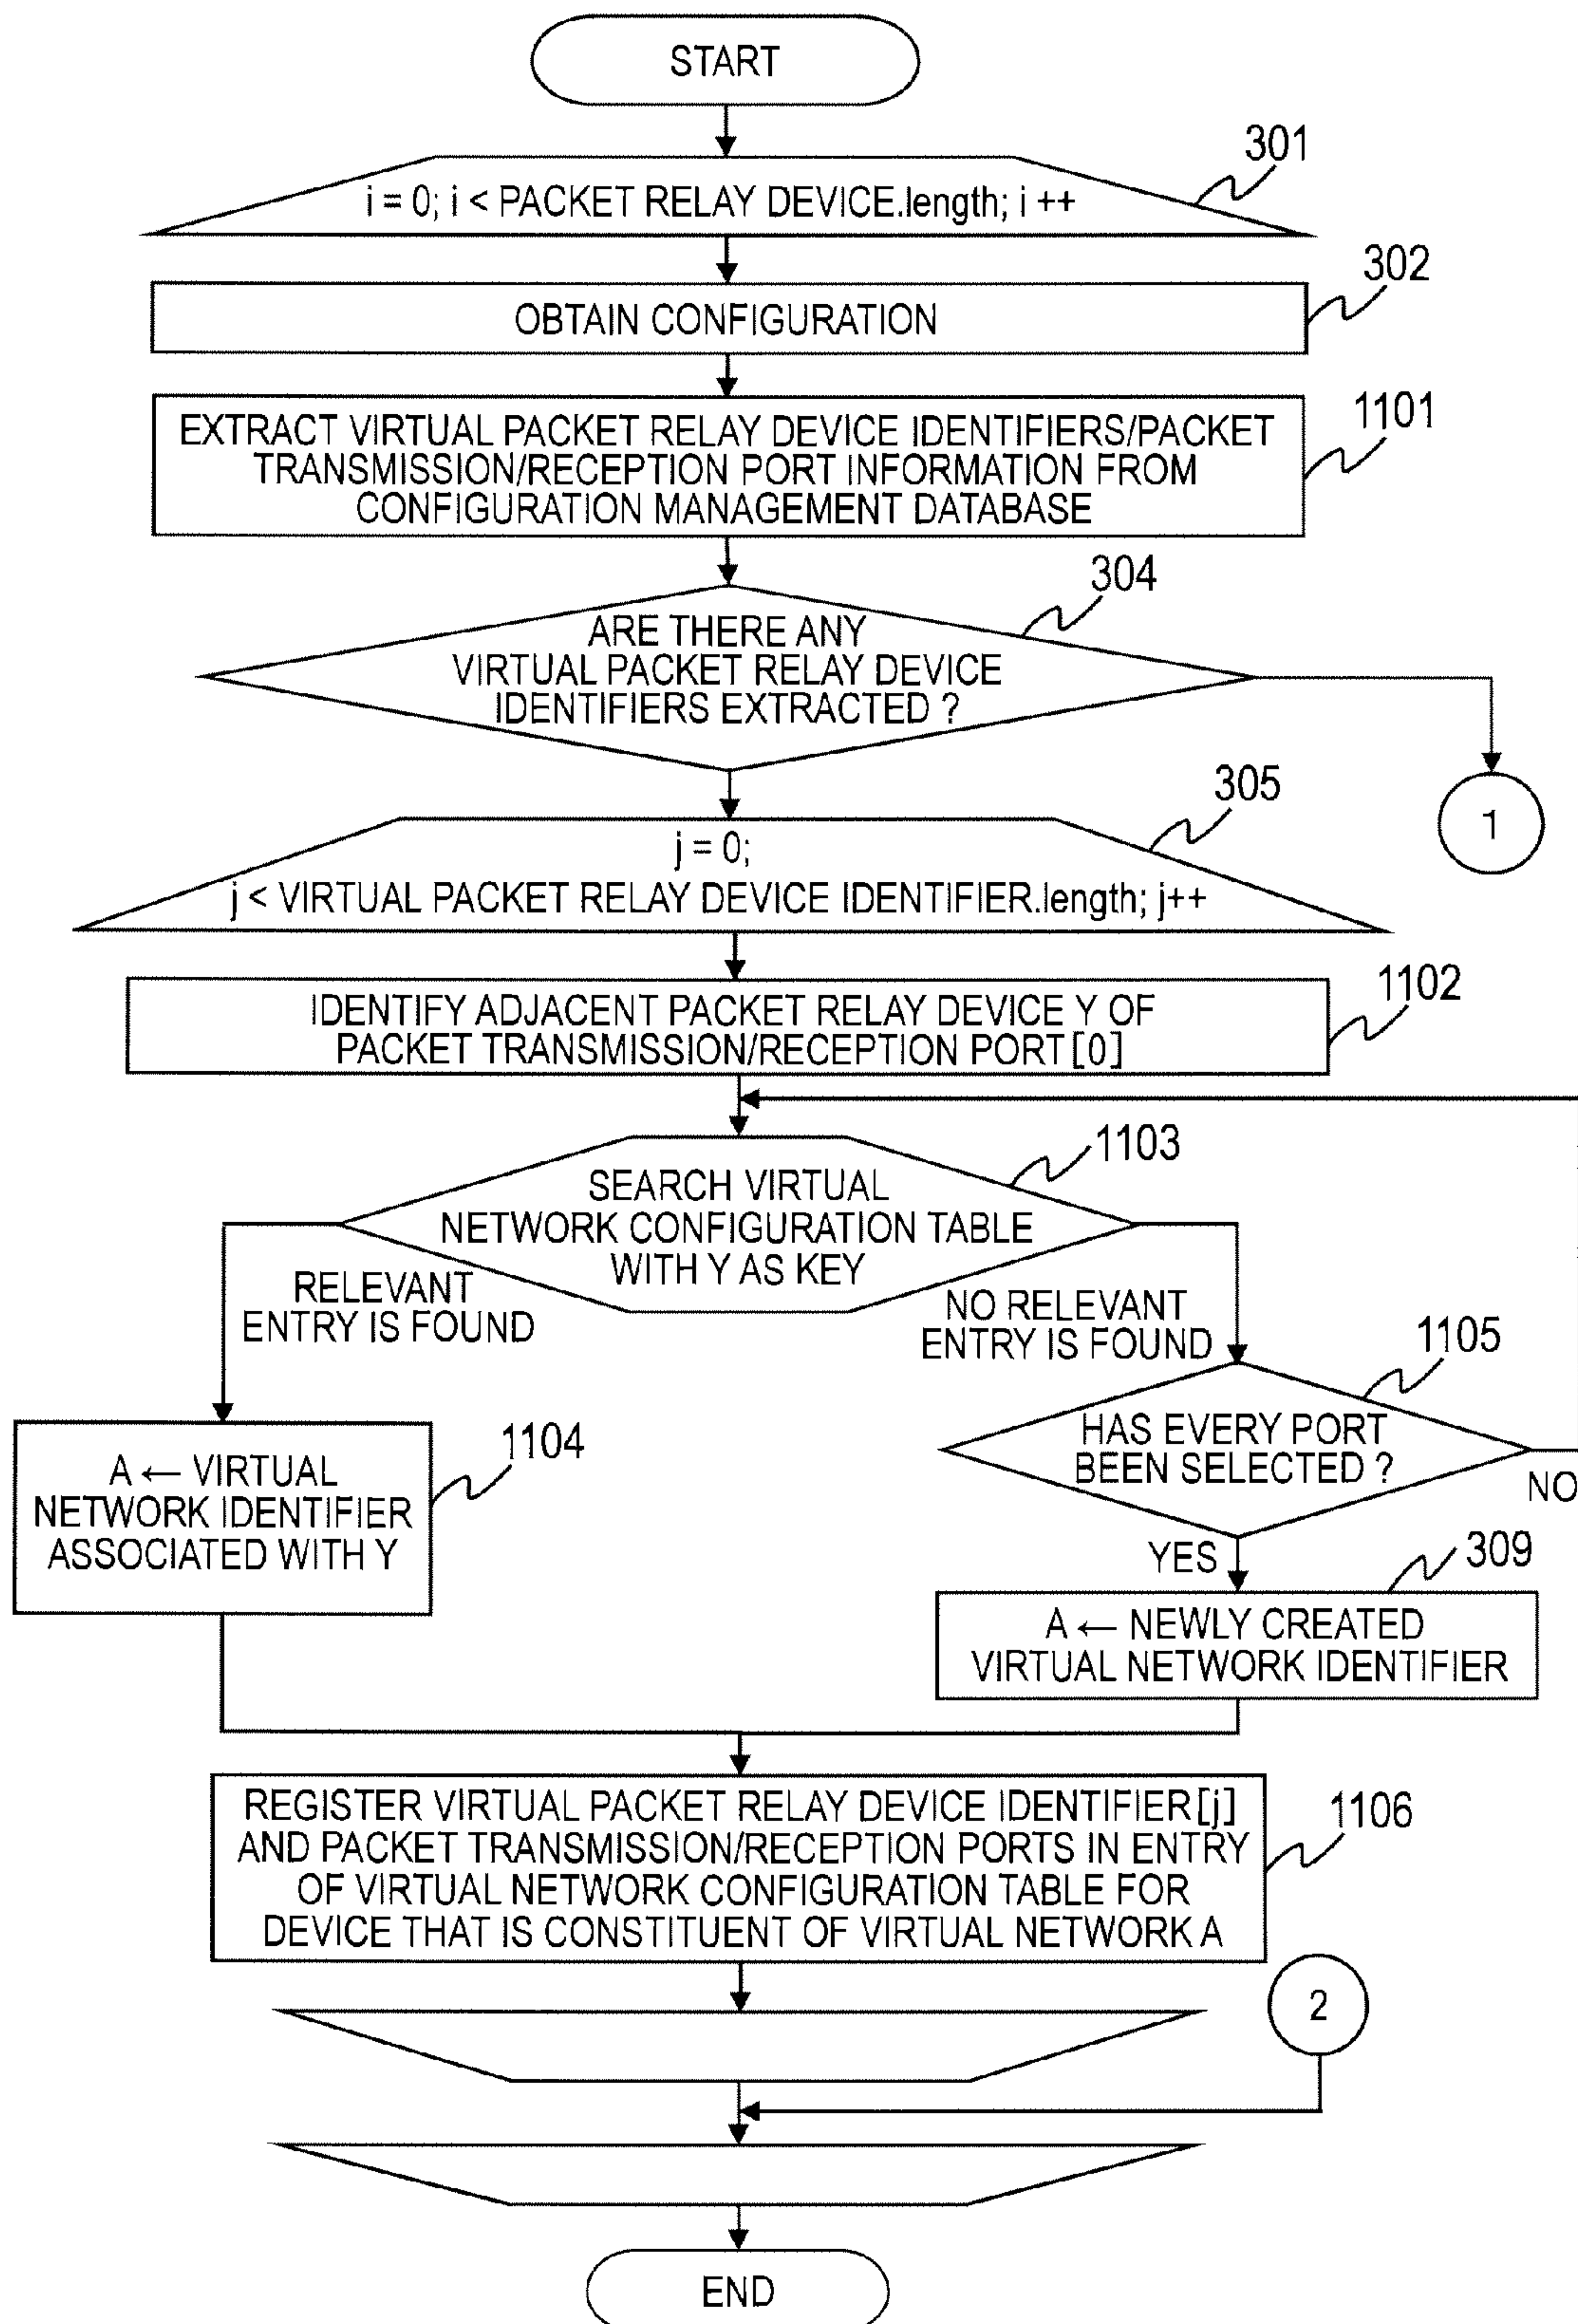 START
301
i = 0; i < PACKET RELAY DEVICE.length; i ++
302
OBTAIN CONFIGURATION
1101
EXTRACT VIRTUAL PACKET RELAY DEVICE IDENTIFIERS/PACKET
TRANSMISSION/RECEPTION PORT INFORMATION FROM
CONFIGURATION MANAGEMENT DATABASE
304
ARE THERE ANY
VIRTUAL PACKET RELAY DEVICE
IDENTIFIERS EXTRACTED ?
1
305
j = 0;
j < VIRTUAL PACKET RELAY DEVICE IDENTIFIER.length; j++
1102
IDENTIFY ADJACENT PACKET RELAY DEVICE Y OF
PACKET TRANSMISSION/RECEPTION PORT [0]
1103
SEARCH VIRTUAL
NETWORK CONFIGURATION TABLE
WITH Y AS KEY
RELEVANT
ENTRY IS FOUND
NO RELEVANT
ENTRY IS FOUND
1105
HAS EVERY PORT
BEEN SELECTED ?
NO
YES
1104
A ← VIRTUAL
NETWORK IDENTIFIER
ASSOCIATED WITH Y
309
A ← NEWLY CREATED
VIRTUAL NETWORK IDENTIFIER
1106
REGISTER VIRTUAL PACKET RELAY DEVICE IDENTIFIER [j]
AND PACKET TRANSMISSION/RECEPTION PORTS IN ENTRY
OF VIRTUAL NETWORK CONFIGURATION TABLE FOR
DEVICE THAT IS CONSTITUENT OF VIRTUAL NETWORK A
2
END